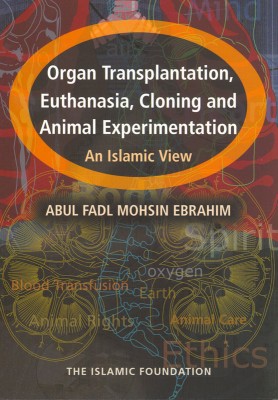 Mind
Organ Transplantation,
Euthanasia, Cloning and
Animal Experimentation
An Islamic View
ABUL FADL MOHSIN EBRAHIM
Spirit
oxygen
Blood Transfusion
Earth
Animal Rights
Animal Care
Ethics
THE ISLAMIC FOUNDATION